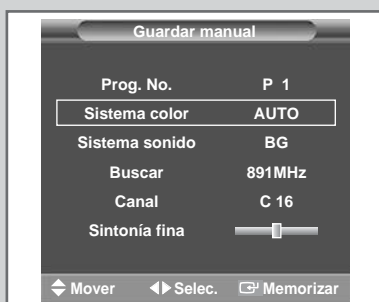 Guardar manual
Prog. No. P 1
Sistema color AUTO
Sistema sonido BG
Buscar 891MHz
Canal C 16
Sintonía fina
Mover Selec. Memorizar